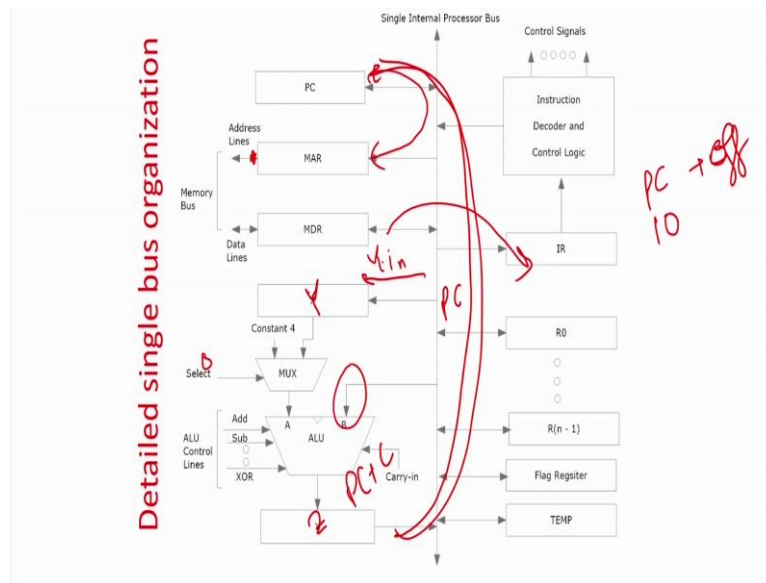 Detailed single bus organization
Single Internal Processor Bus
Control Signals
PC
Instruction
Decoder and
Control Logic
Address
Lines
MAR
Memory
Bus
MDR
Data
Lines
IR
PC + off
10
Y in
Y
PC
Constant 4
R0
Select 0
MUX
A
B
ALU
R(n - 1)
ALU
Control
Lines
Add
Sub
XOR
PC+
Carry-in
Flag Regsiter
Z
TEMP